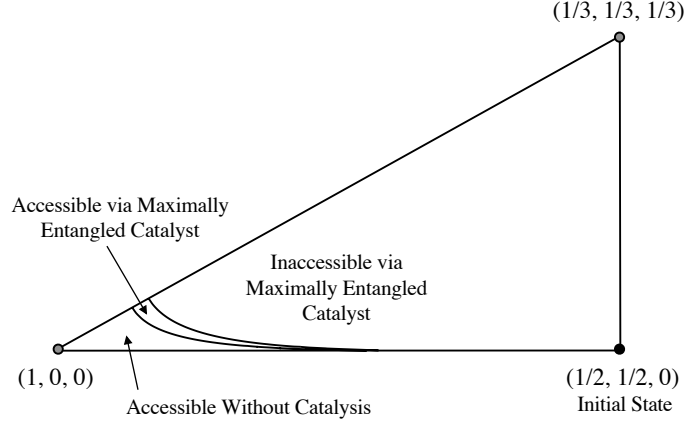 (1/3, 1/3, 1/3)
Accessible via Maximally
Entangled Catalyst
Inaccessible via
Maximally Entangled
Catalyst
(1, 0, 0)
(1/2, 1/2, 0)
Initial State
Accessible Without Catalysis